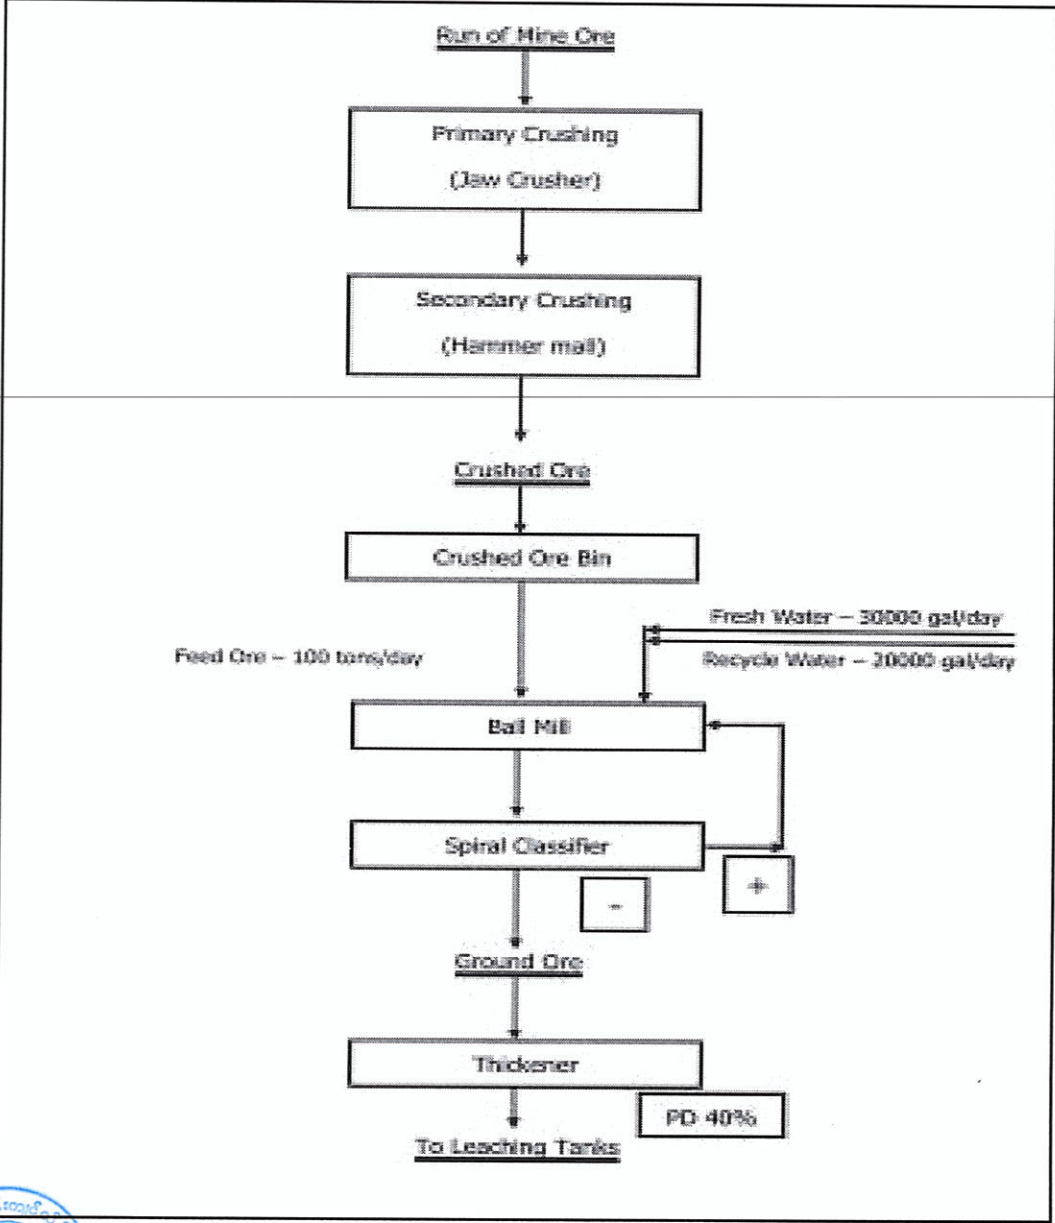 Run of Mine Ore
Primary Crushing
(Jaw Crusher)
Secondary Crushing
(Hammer mall)
Crushed Ore
Crushed Ore Bin
Fresh Water – 30000 gal/day
Feed Ore – 100 tons/day
Recycle Water – 20000 gal/day
Ball Mill
Spiral Classifier
+
-
Ground Ore
Thickener
PD 40%
To Leaching Tanks